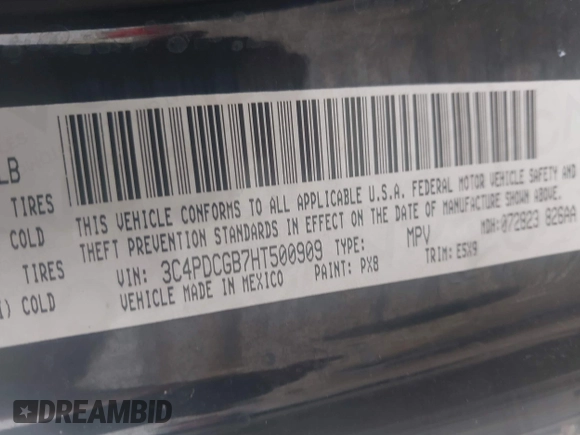 LB
TIRES
COLD
TIRES
) COLD
THIS VEHICLE CONFORMS TO ALL APPLICABLE U.S.A. FEDERAL MOTOR VEHICLE SAFETY AND
THEFT PREVENTION STANDARDS IN EFFECT ON THE DATE OF MANUFACTURE SHOWN ABOVE.
VIN: 3C4PDCGB7HT500909 TYPE: MPV MDH:072923 826AA
VEHICLE MADE IN MEXICO PAINT: PX8 TRIM: E5X9
DREAMBID